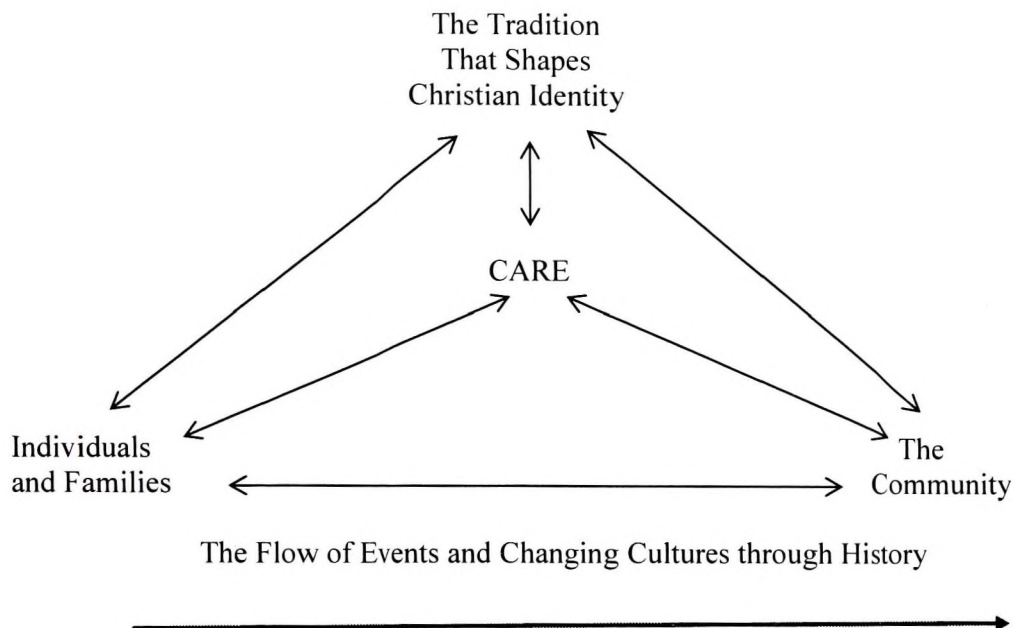 The Tradition
That Shapes
Christian Identity
CARE
Individuals
and Families
The
Community
The Flow of Events and Changing Cultures through History